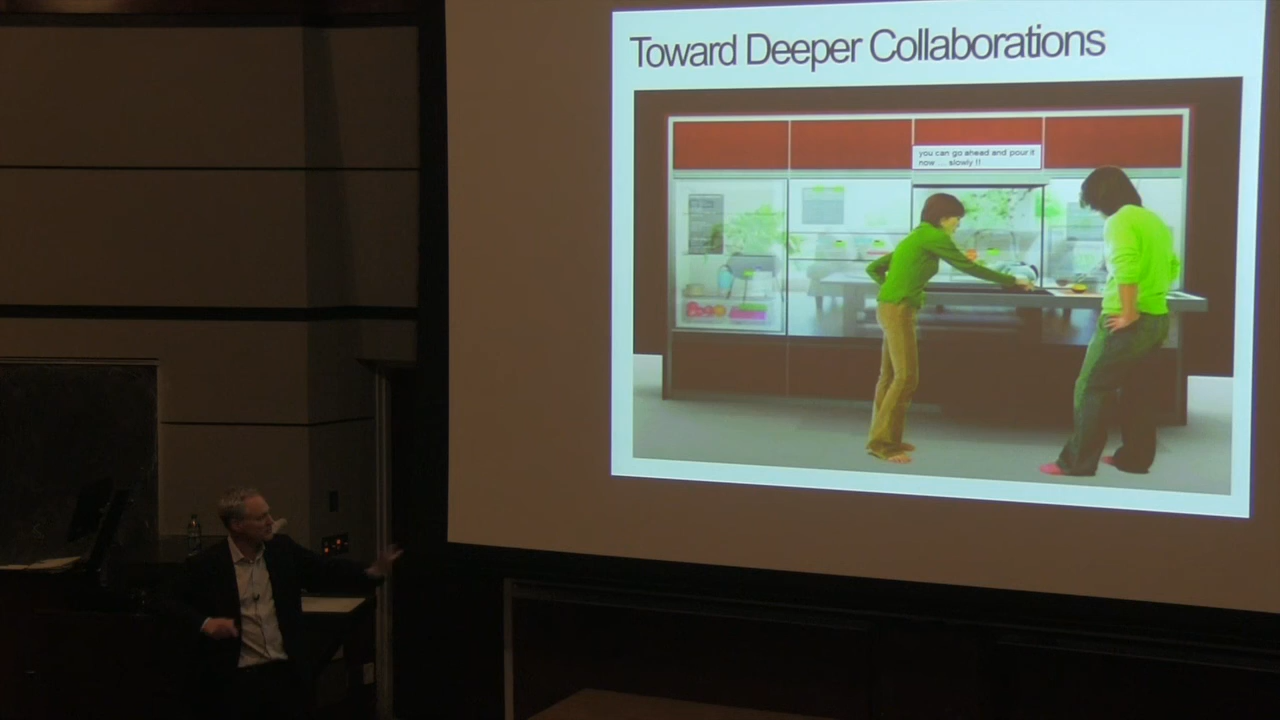 Toward Deeper Collaborations
you can go ahead and pour it
now ... slowly !!